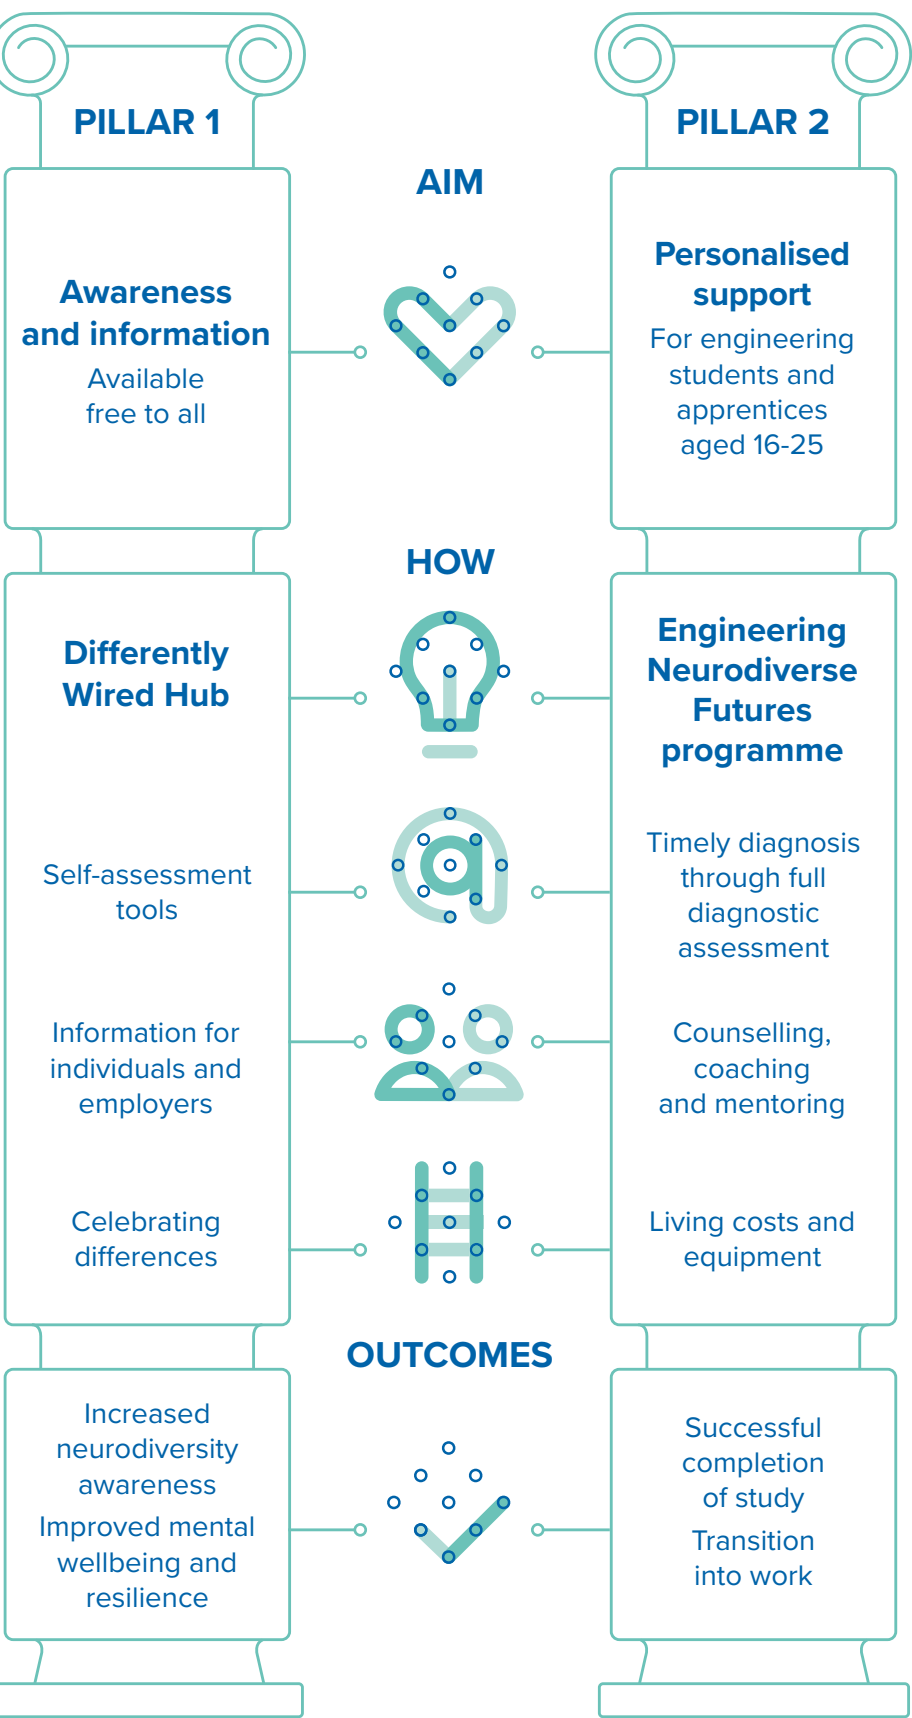 PILLAR 1
PILLAR 2
AIM
Awareness
and information
Available
free to all
Personalised
support
For engineering
students and
apprentices
aged 16-25
HOW
Differently
Wired Hub
Engineering
Neurodiverse
Futures
programme
Self-assessment
tools
Timely diagnosis
through full
diagnostic
assessment
Information for
individuals and
employers
Counselling,
coaching
and mentoring
Celebrating
differences
Living costs and
equipment
OUTCOMES
Increased
neurodiversity
awareness
Improved mental
wellbeing and
resilience
Successful
completion
of study
Transition
into work